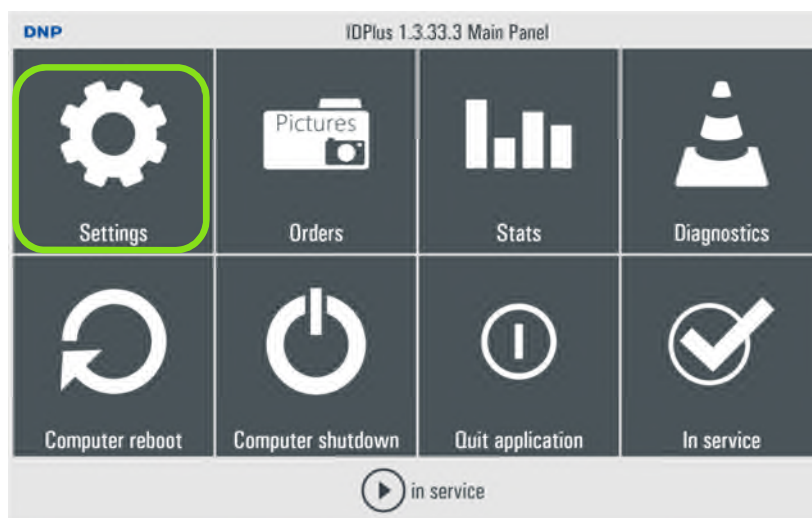 DNP
IDPlus 1.3.33.3 Main Panel
Pictures
Settings
Orders
Stats
Diagnostics
Computer reboot
Computer shutdown
Quit application
In service
in service